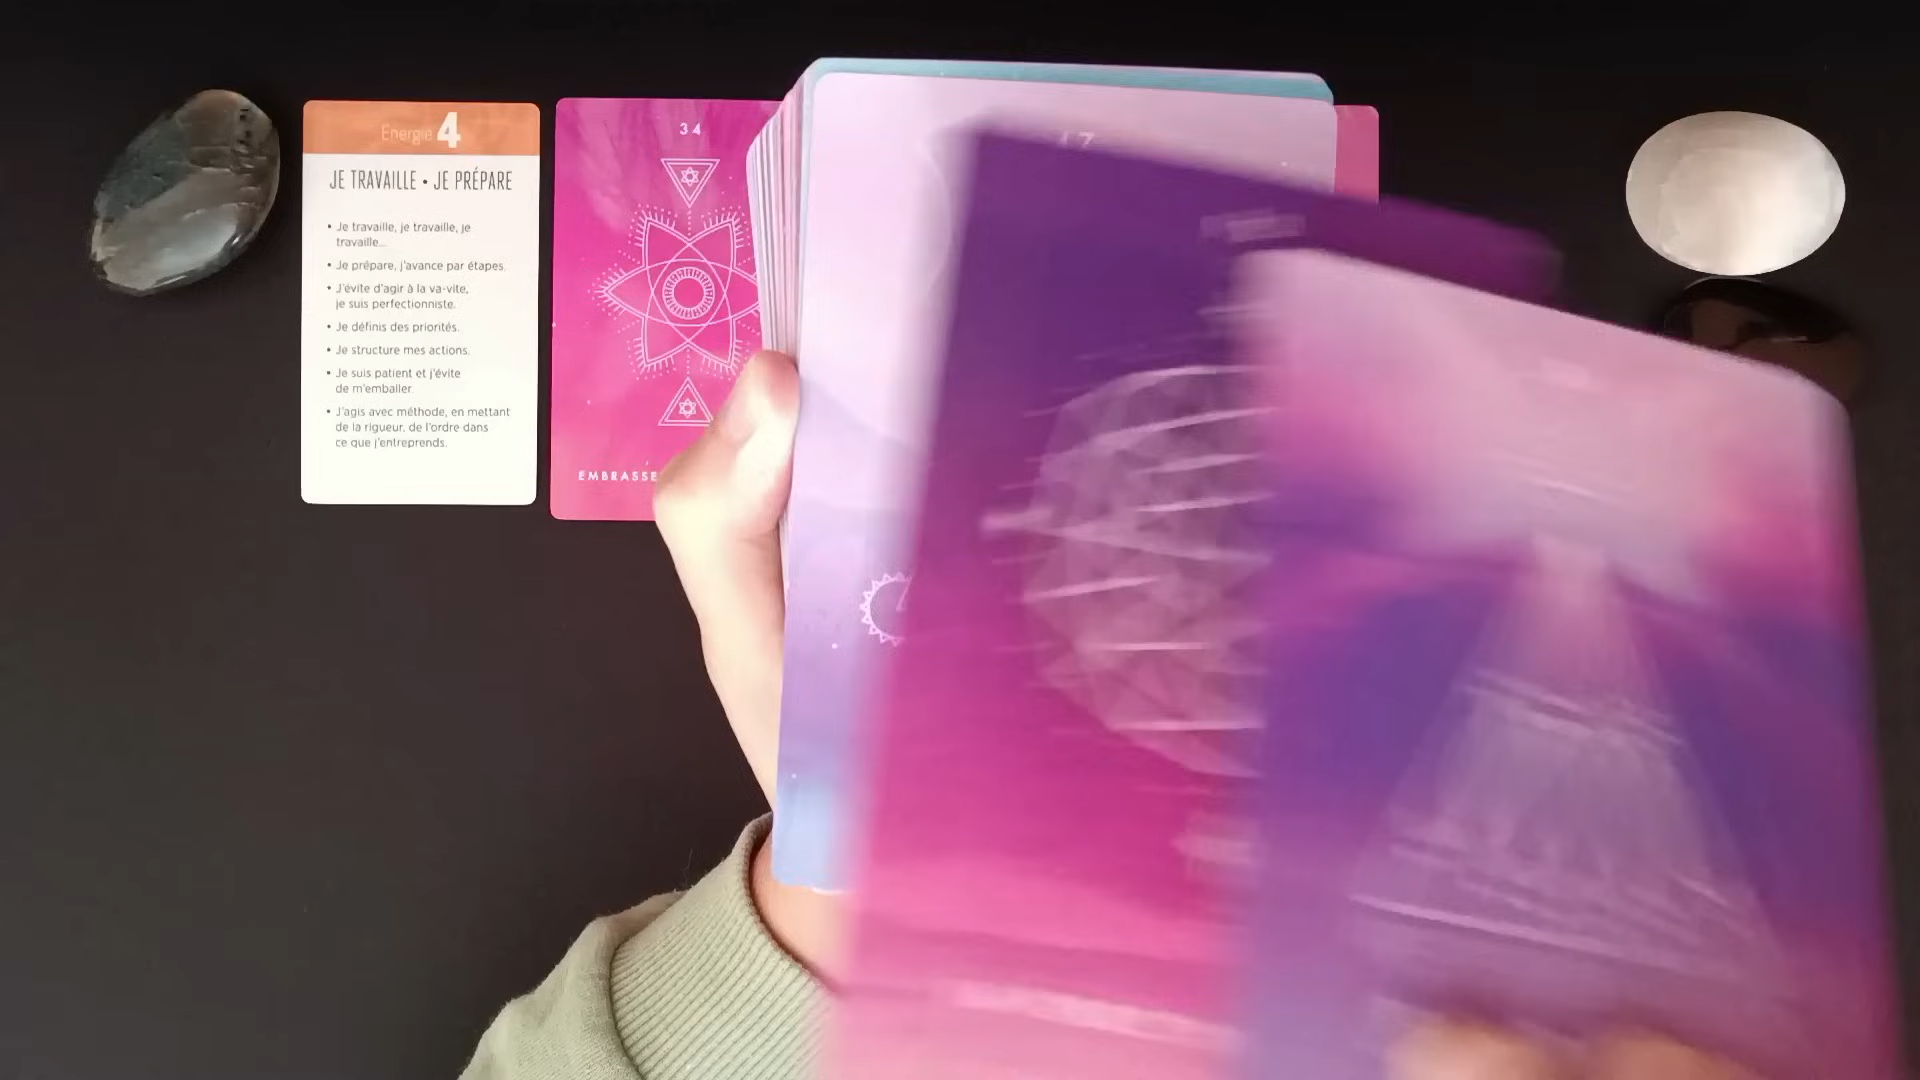 Énergie 4
JE TRAVAILLE • JE PRÉPARE
• Je travaille, je travaille, je
travaille...
• Je prépare, j'avance par étapes.
• J'évite d'agir à la va-vite,
je suis perfectionniste.
• Je définis des priorités.
• Je structure mes actions.
• Je suis patient et j'évite
de m'emballer.
• J'agis avec méthode, en mettant
de la rigueur, de l'ordre dans
ce que j'entreprends.
34
EMBRASSE